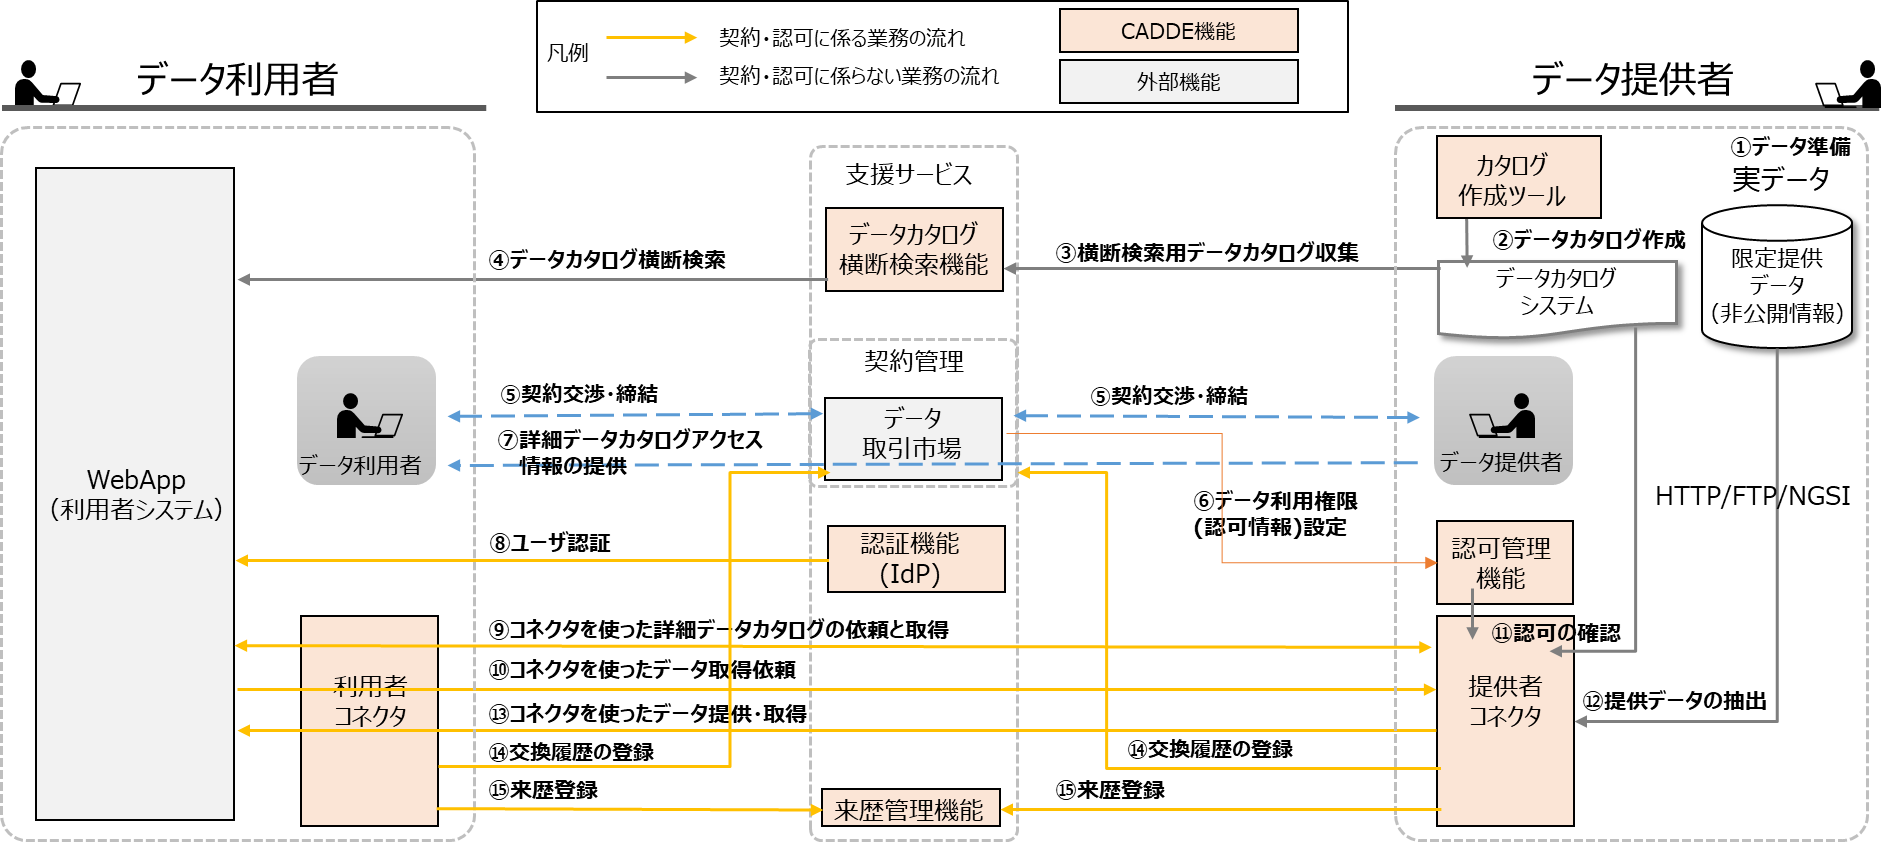 凡例
契約・認可に係る業務の流れ
契約・認可に係らない業務の流れ
CADDE機能
外部機能
データ利用者
データ提供者
WebApp
（利用者システム）
支援サービス
データカタログ
横断検索機能
④データカタログ横断検索
③横断検索用データカタログ収集
カタログ
作成ツール
①データ準備
実データ
②データカタログ作成
データカタログ
システム
限定提供
データ
（非公開情報）
契約管理
データ
取引市場
⑤契約交渉・締結
⑤契約交渉・締結
⑦詳細データカタログアクセス
情報の提供
データ利用者
データ提供者
HTTP/FTP/NGSI
⑥データ利用権限
(認可情報)設定
⑧ユーザ認証
認証機能
(IdP)
認可管理
機能
⑪認可の確認
⑨コネクタを使った詳細データカタログの依頼と取得
⑩コネクタを使ったデータ取得依頼
利用者
コネクタ
提供者
コネクタ
⑫提供データの抽出
⑬コネクタを使ったデータ提供・取得
⑭交換履歴の登録
⑭交換履歴の登録
⑮来歴登録
⑮来歴登録
来歴管理機能